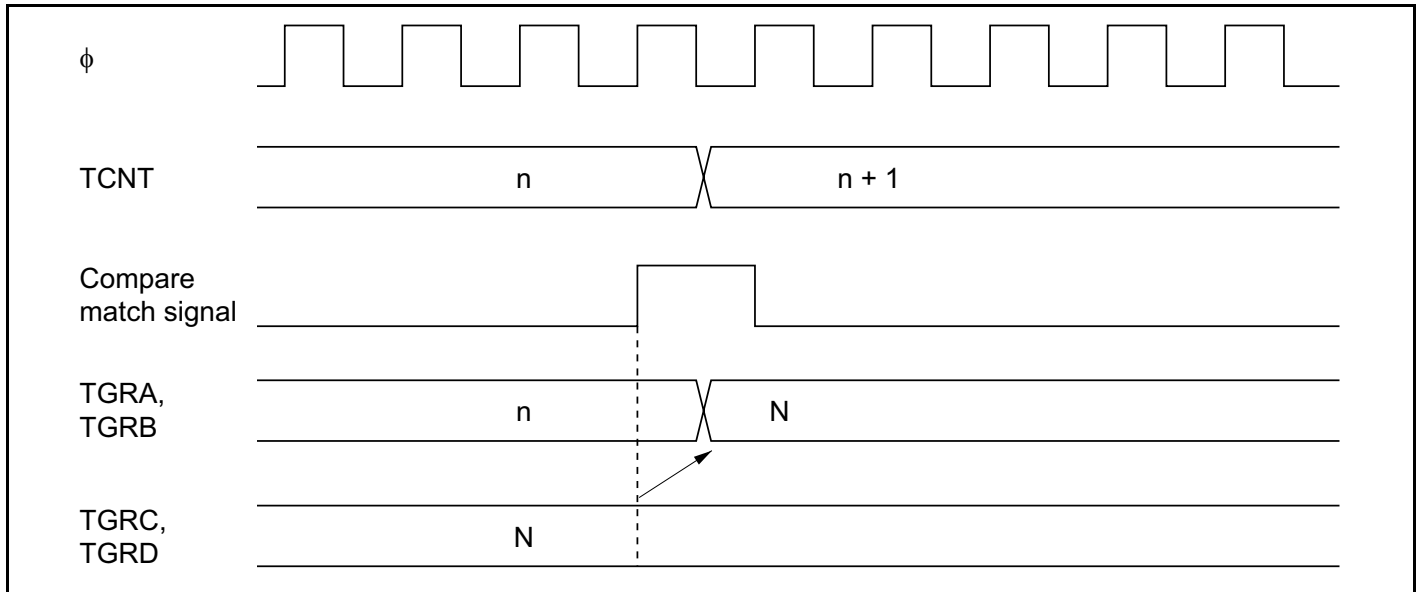 ϕ
TCNT
n
n + 1
Compare
match signal
TGRA,
TGRB
n
N
TGRC,
TGRD
N